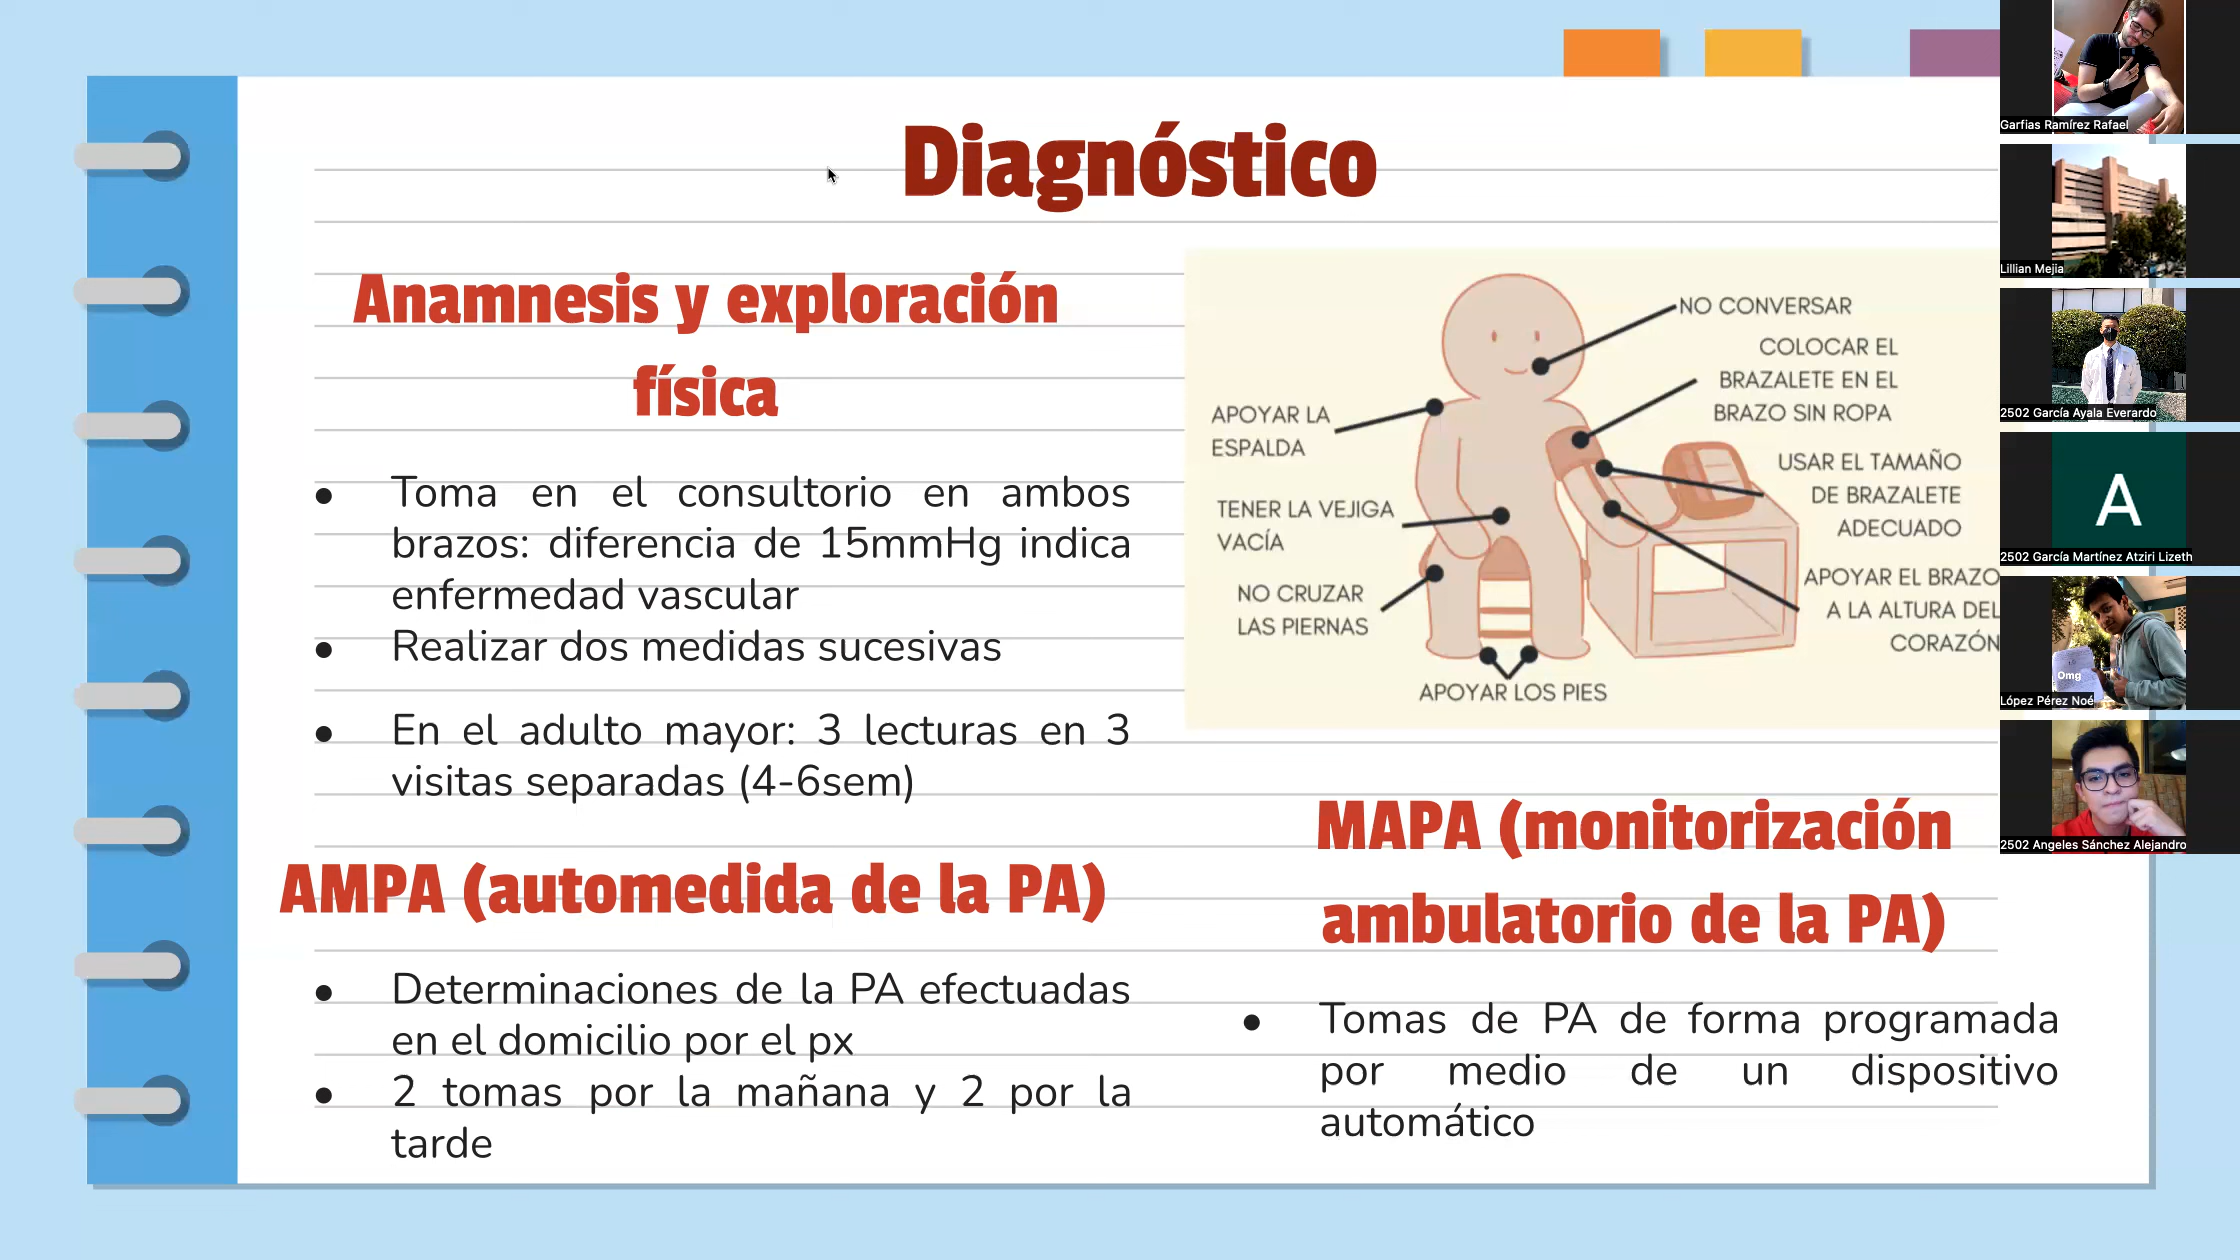 Diagnóstico
Anamnesis y exploración
física
● Toma en el consultorio en ambos
brazos: diferencia de 15mmHg indica
enfermedad vascular
● Realizar dos medidas sucesivas
● En el adulto mayor: 3 lecturas en 3
visitas separadas (4-6sem)
AMPA (automedida de la PA)
● Determinaciones de la PA efectuadas
en el domicilio por el px
● 2 tomas por la mañana y 2 por la
tarde
NO CONVERSAR
COLOCAR EL
BRAZALETE EN EL
BRAZO SIN ROPA
APOYAR LA
ESPALDA
USAR EL TAMAÑO
DE BRAZALETE
ADECUADO
TENER LA VEJIGA
VACÍA
APOYAR EL BRAZO
A LA ALTURA DEL
CORAZÓN
NO CRUZAR
LAS PIERNAS
APOYAR LOS PIES
MAPA (monitorización
ambulatorio de la PA)
● Tomas de PA de forma programada
por medio de un dispositivo
automático
Garfias Ramírez Rafael
Lillian Mejia
2502 García Ayala Everardo
A
2502 García Martínez Atziri Lizeth
Omg
López Pérez Noé
2502 Angeles Sánchez Alejandro